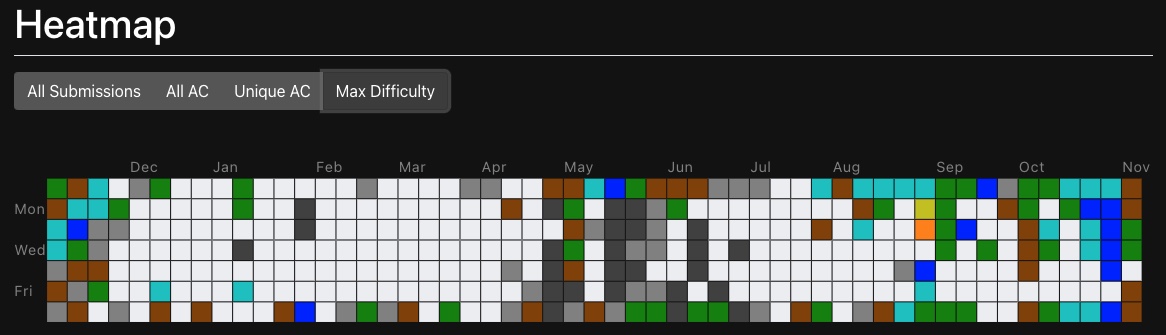 Heatmap
All Submissions All AC Unique AC Max Difficulty
Dec Jan Feb Mar Apr May Jun Jul Aug Sep Oct Nov
Mon
Wed
Fri